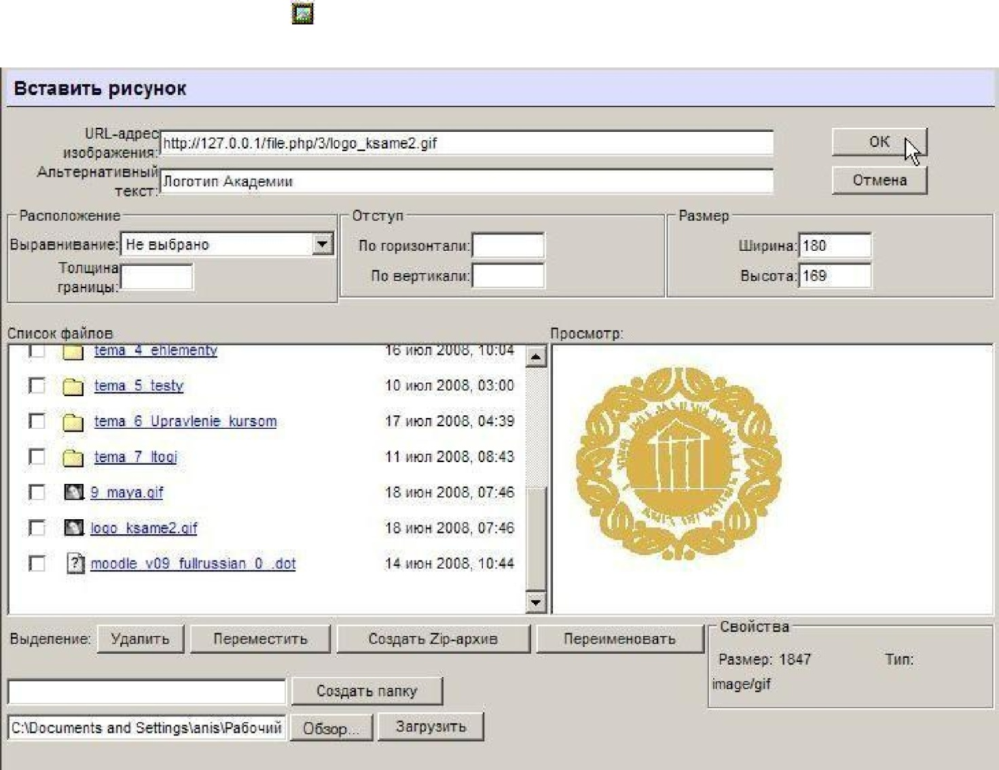 Вставить рисунок
URL-адрес изображения: http://127.0.0.1/file.php/3/logo_ksame2.gif
ОК
Альтернативный текст: Логотип Академии
Отмена
Расположение
Отступ
Размер
Выравнивание: Не выбрано
По горизонтали:
Ширина: 180
Толщина границы:
По вертикали:
Высота: 169
Список файлов
Просмотр:
tema_4_ehlementy 16 июл 2008, 10:04
tema_5_testy 10 июл 2008, 03:00
tema_6_Upravlenie_kursom 17 июл 2008, 04:39
tema_7_Itogi 11 июл 2008, 08:43
9_maya.gif 18 июн 2008, 07:46
logo_ksame2.gif 18 июн 2008, 07:46
moodle_v09_fullrussian_0_.dot 14 июн 2008, 10:44
Выделение: Удалить Переместить Создать Zip-архив Переименовать
Свойства
Размер: 1847 Тип:
image/gif
Создать папку
C:\Documents and Settings\anis\Рабочий Обзор... Загрузить